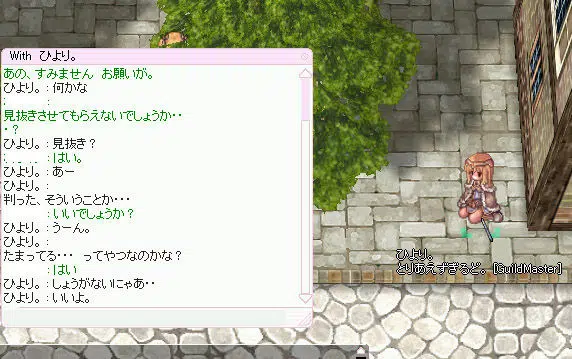 With ひより。
あの、すみません お願いが。
ひより。: 何かな
:
見抜きさせてもらえないでしょうか・・
・?
ひより。: 見抜き?
: はい。
ひより。: あー
ひより。:
判った、そういうことか・・・
: いいでしょうか?
ひより。: うーん。
ひより。:
たまってる・・・ ってやつなのかな?
: はい
ひより。: しょうがないにゃあ・・
ひより。: いいよ。
ひより。
とりあえずぎるど。[GuildMaster]